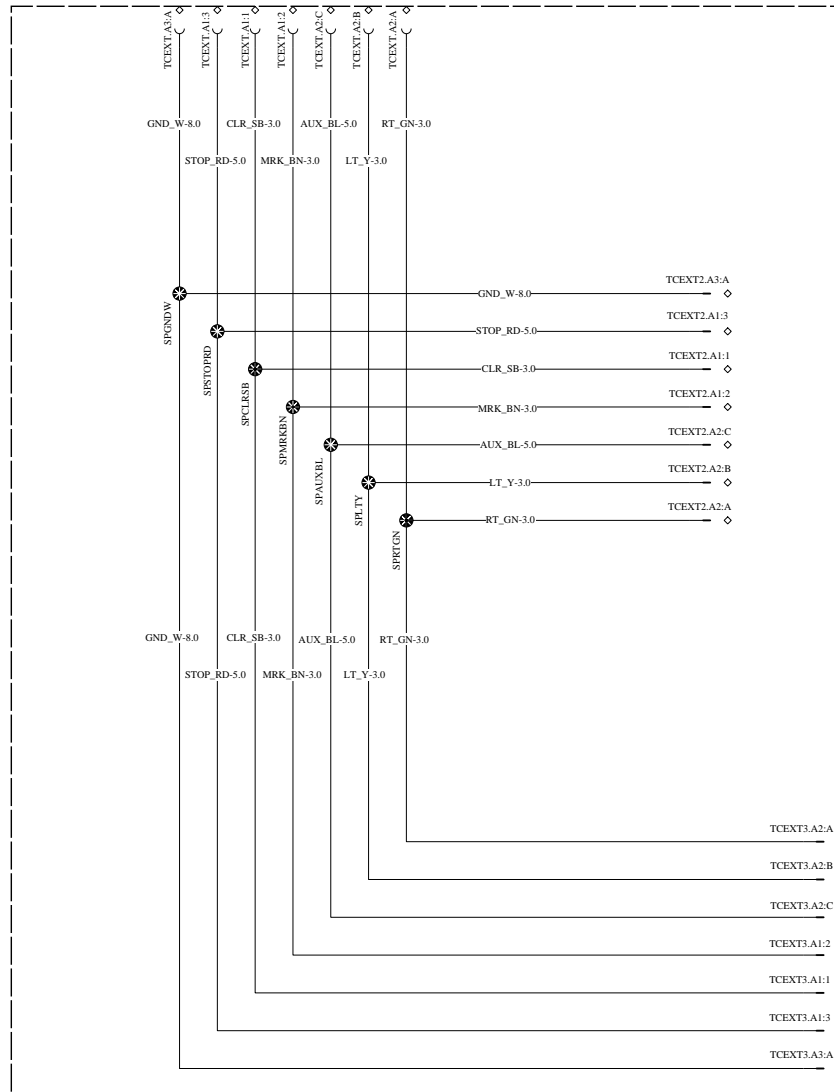 TCEXT.A3:A
TCEXT.A1:3
TCEXT.A1:1
TCEXT.A1:2
TCEXT.A2:C
TCEXT.A2:B
TCEXT.A2:A
GND_W-8.0
CLR_SB-3.0
AUX_BL-5.0
RT_GN-3.0
STOP_RD-5.0
MRK_BN-3.0
LT_Y-3.0
TCEXT2.A3:A
GND_W-8.0
SPGNDW
TCEXT2.A1:3
STOP_RD-5.0
SPSTOPRD
TCEXT2.A1:1
CLR_SB-3.0
SPCLRSB
TCEXT2.A1:2
MRK_BN-3.0
SPMRKBN
TCEXT2.A2:C
AUX_BL-5.0
SPAUXBL
TCEXT2.A2:B
LT_Y-3.0
SPLTY
TCEXT2.A2:A
RT_GN-3.0
SPRTGN
GND_W-8.0
CLR_SB-3.0
AUX_BL-5.0
RT_GN-3.0
STOP_RD-5.0
MRK_BN-3.0
LT_Y-3.0
TCEXT3.A2:A
TCEXT3.A2:B
TCEXT3.A2:C
TCEXT3.A1:2
TCEXT3.A1:1
TCEXT3.A1:3
TCEXT3.A3:A